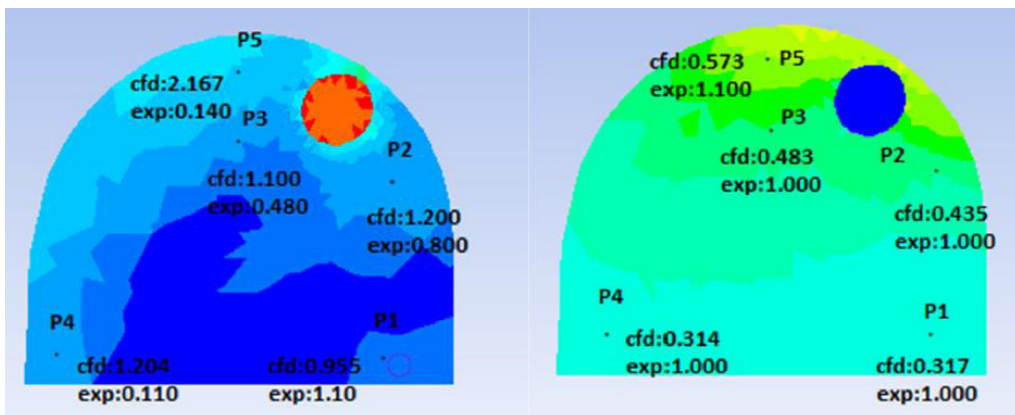 P5
cfd:2.167
exp:0.140
P3
P2
cfd:1.100
exp:0.480
cfd:1.200
exp:0.800
P4
P1
cfd:1.204
exp:0.110
cfd:0.955
exp:1.10
cfd:0.573
P5
exp:1.100
P3
P2
cfd:0.483
exp:1.000
cfd:0.435
exp:1.000
P4
P1
cfd:0.314
exp:1.000
cfd:0.317
exp:1.000